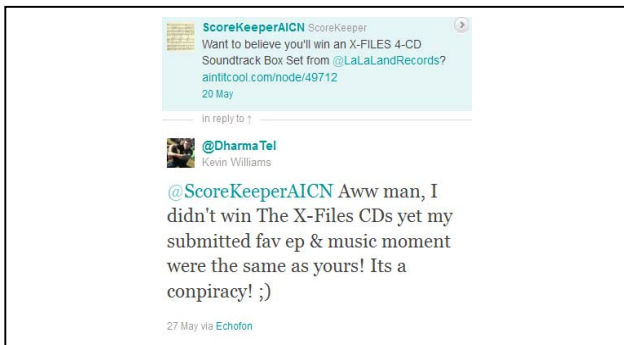 ScoreKeeperAICN ScoreKeeper
Want to believe you'll win an X-FILES 4-CD
Soundtrack Box Set from @LaLaLandRecords?
aintitcool.com/node/49712
20 May
in reply to ↑
@DharmaTel
Kevin Williams
@ScoreKeeperAICN Aww man, I
didn't win The X-Files CDs yet my
submitted fav ep & music moment
were the same as yours! Its a
conpiracy! ;)
27 May via Echofon